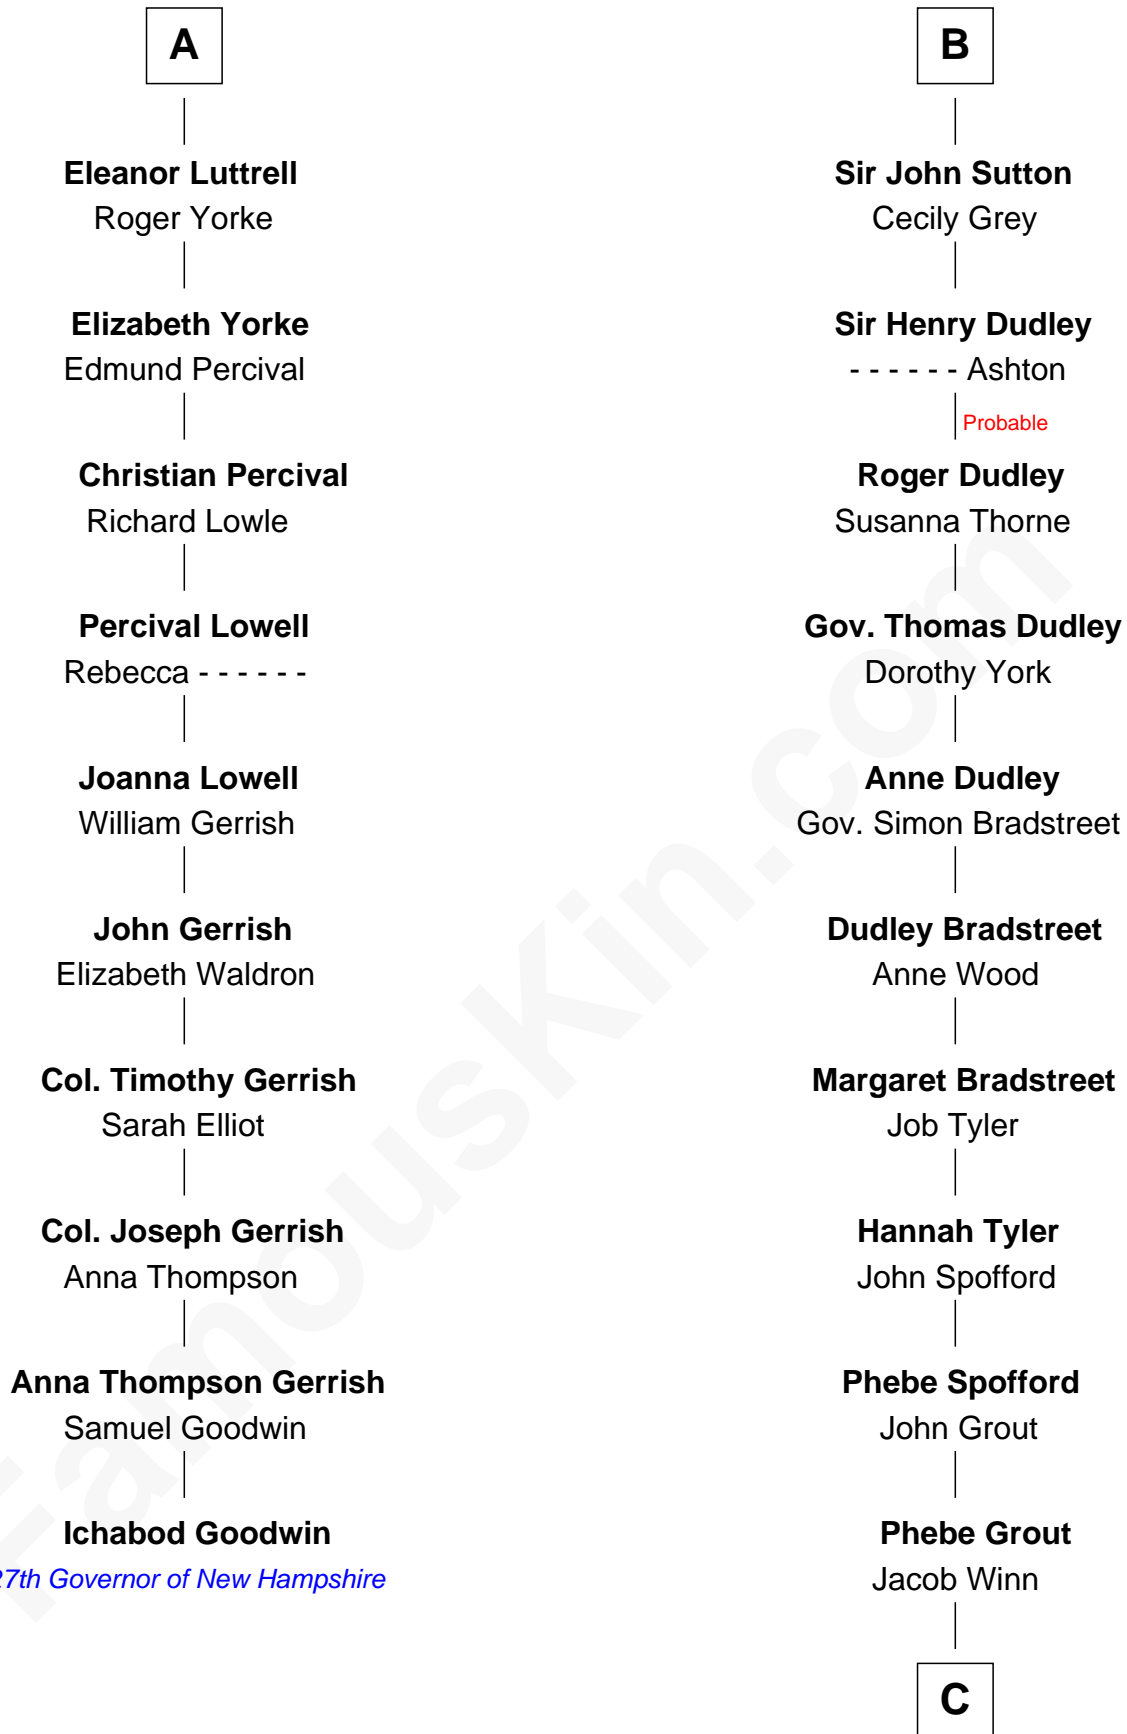 A
Eleanor Luttrell
Roger Yorke
Elizabeth Yorke
Edmund Percival
Christian Percival
Richard Lowle
Percival Lowell
Rebecca - - - - - -
Joanna Lowell
William Gerrish
John Gerrish
Elizabeth Waldron
Col. Timothy Gerrish
Sarah Elliot
Col. Joseph Gerrish
Anna Thompson
Anna Thompson Gerrish
Samuel Goodwin
Ichabod Goodwin
27th Governor of New Hampshire
B
Sir John Sutton
Cecily Grey
Sir Henry Dudley
- - - - - - Ashton
Probable
Roger Dudley
Susanna Thorne
Gov. Thomas Dudley
Dorothy York
Anne Dudley
Gov. Simon Bradstreet
Dudley Bradstreet
Anne Wood
Margaret Bradstreet
Job Tyler
Hannah Tyler
John Spofford
Phebe Spofford
John Grout
Phebe Grout
Jacob Winn
C
FamousKin.com